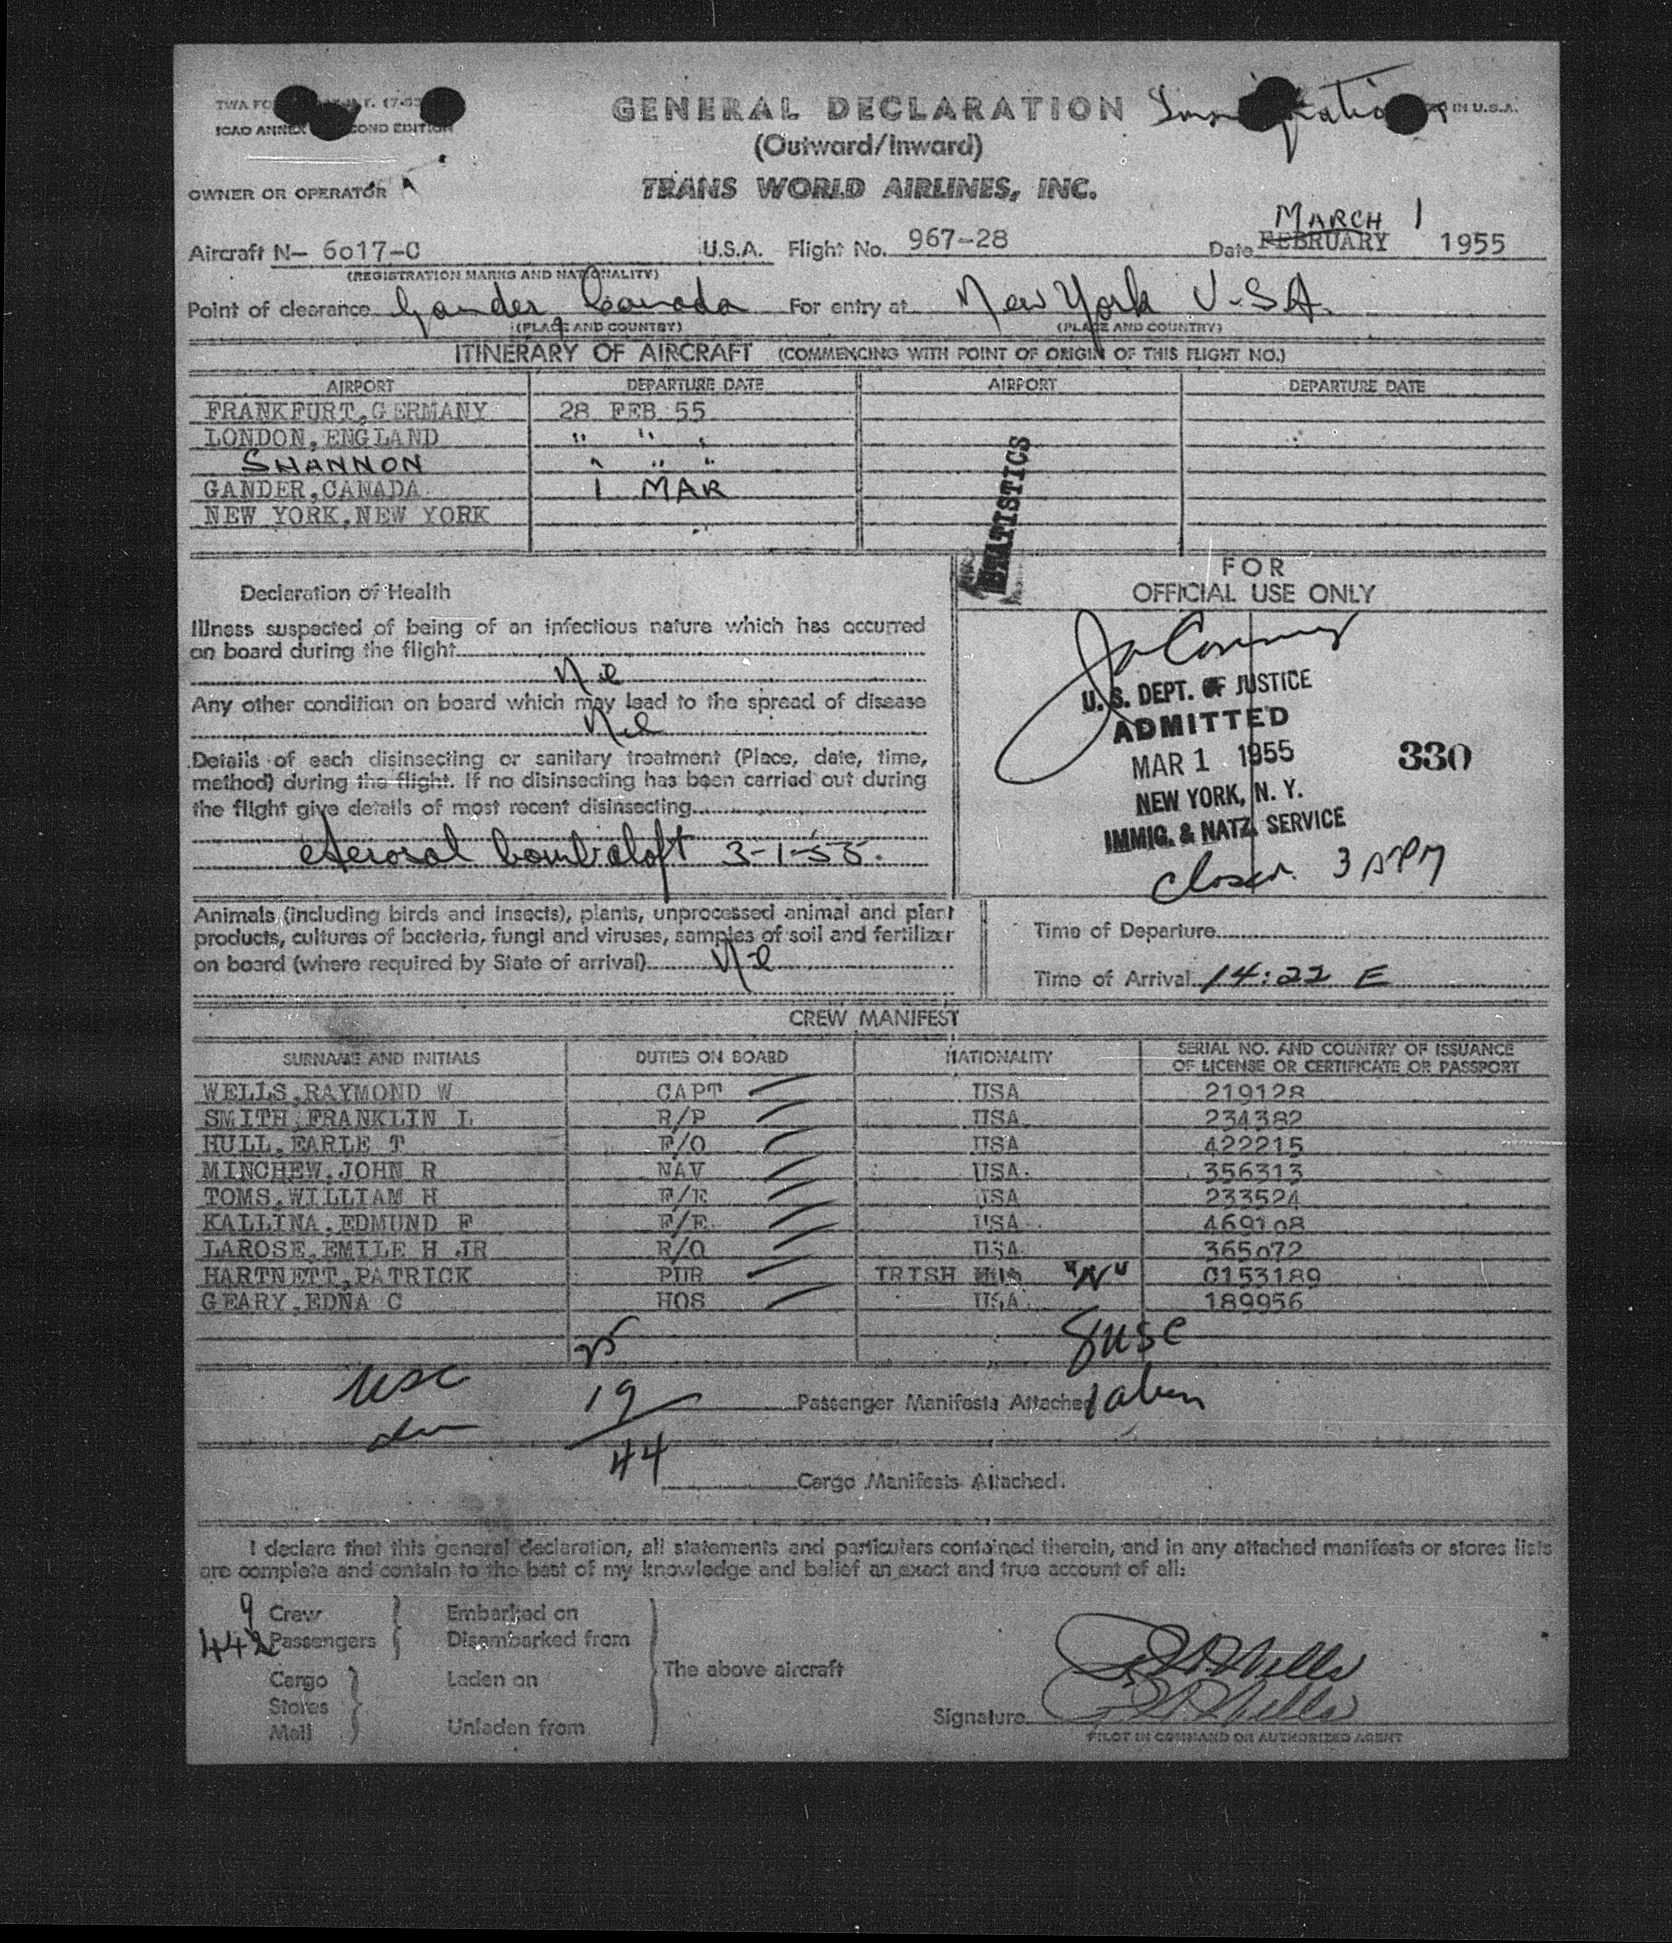 GENERAL DECLARATION
(Outward/Inward)
OWNER OR OPERATOR TRANS WORLD AIRLINES, INC.
MARCH 1
Aircraft N- 6017-C U.S.A. Flight No. 967-28 Date FEBRUARY 1955
(REGISTRATION MARKS AND NATIONALITY)
Point of clearance Gander Canada For entry at New York U.S.A.
(PLACE AND COUNTRY) (PLACE AND COUNTRY)
ITINERARY OF AIRCRAFT (COMMENCING WITH POINT OF ORIGIN OF THIS FLIGHT NO.)
AIRPORT DEPARTURE DATE AIRPORT DEPARTURE DATE
FRANKFURT,GERMANY 28 FEB 55
LONDON,ENGLAND " " "
SHANNON " " "
GANDER,CANADA 1 MAR
NEW YORK,NEW YORK
STATISTICS
FOR
OFFICIAL USE ONLY
Declaration of Health
Illness suspected of being of an infectious nature which has occurred
on board during the flight
Nil
Any other condition on board which may lead to the spread of disease
Nil
Details of each disinsecting or sanitary treatment (Place, date, time,
method) during the flight. If no disinsecting has been carried out during
the flight give details of most recent disinsecting
Aerosol bomb aloft 3-1-55.
U.S. DEPT. OF JUSTICE
ADMITTED
MAR 1 1955
330
NEW YORK, N. Y.
IMMIG. & NATZ. SERVICE
Animals (including birds and insects), plants, unprocessed animal and plant
products, cultures of bacteria, fungi and viruses, samples of soil and fertilizer
on board (where required by State of arrival) Nil
Time of Departure
Time of Arrival 14:22 E
CREW MANIFEST
SURNAME AND INITIALS DUTIES ON BOARD NATIONALITY SERIAL NO. AND COUNTRY OF ISSUANCE
OF LICENSE OR CERTIFICATE OR PASSPORT
WELLS,RAYMOND W CAPT USA 219128
SMITH,FRANKLIN L R/P USA 234382
HULL,EARLE T F/O USA 422215
MINCHEW,JOHN R NAV USA 356313
TOMS,WILLIAM H F/E USA 233524
KALLINA,EDMUND F F/E USA 469108
LAROSE,EMILE H JR R/O USA 365072
HARTNETT,PATRICK PUR IRISH "N" C153189
GEARY,EDNA C HOS USA 189956
25 8 usc
usc 19 Passenger Manifests Attached 1 alien
44
Cargo Manifests Attached.
I declare that this general declaration, all statements and particulars contained therein, and in any attached manifests or stores lists
are complete and contain to the best of my knowledge and belief an exact and true account of all:
9 Crew Embarked on
Passengers Disembarked from
Cargo Laden on The above aircraft
Stores
Mail Unladen from
Signature
PILOT IN COMMAND OR AUTHORIZED AGENT